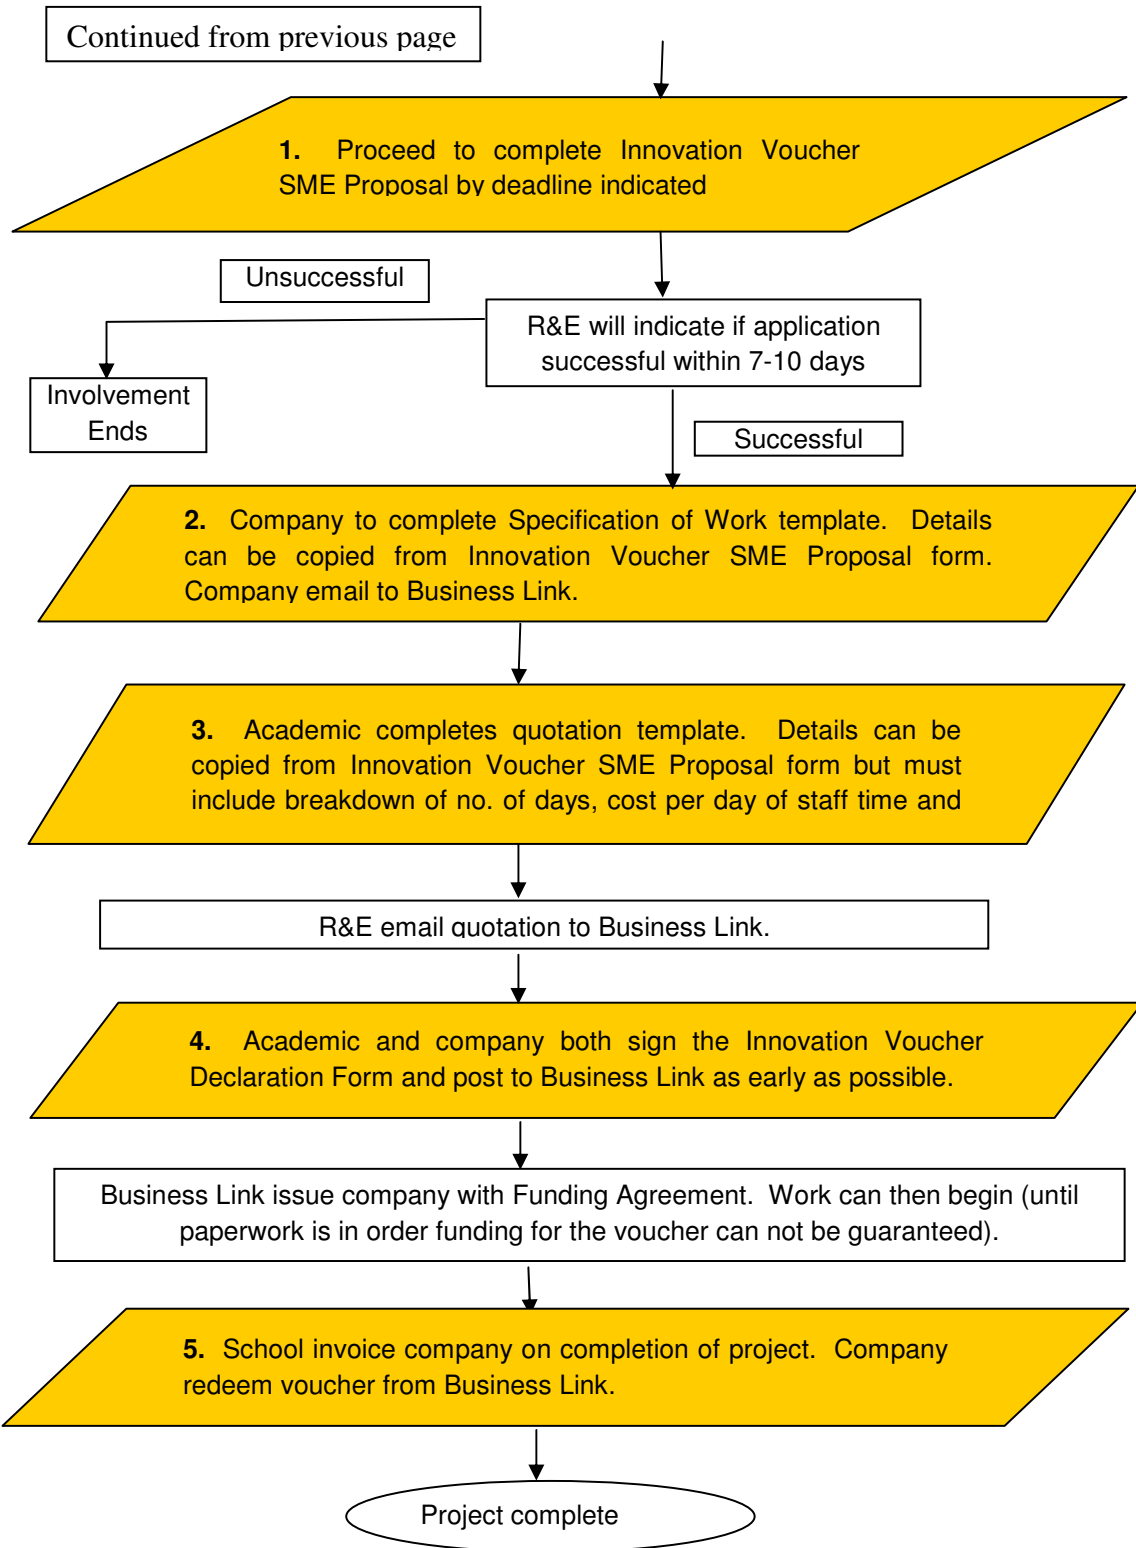 Continued from previous page
1. Proceed to complete Innovation Voucher
SME Proposal by deadline indicated
Unsuccessful
R&E will indicate if application
successful within 7-10 days
Involvement
Ends
Successful
2. Company to complete Specification of Work template. Details
can be copied from Innovation Voucher SME Proposal form.
Company email to Business Link.
3. Academic completes quotation template. Details can be
copied from Innovation Voucher SME Proposal form but must
include breakdown of no. of days, cost per day of staff time and
R&E email quotation to Business Link.
4. Academic and company both sign the Innovation Voucher
Declaration Form and post to Business Link as early as possible.
Business Link issue company with Funding Agreement. Work can then begin (until
paperwork is in order funding for the voucher can not be guaranteed).
5. School invoice company on completion of project. Company
redeem voucher from Business Link.
Project complete